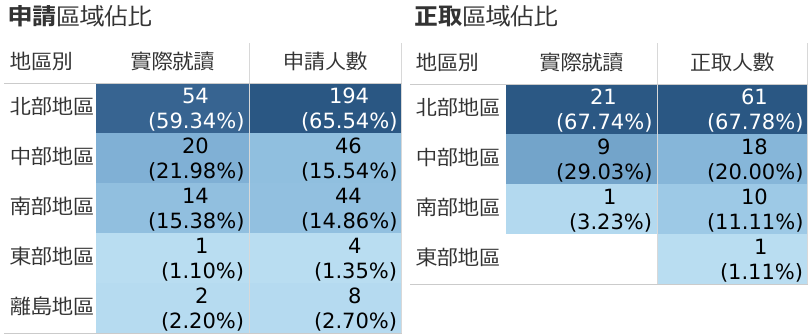 申請區域佔比
地區別 實際就讀 申請人數
北部地區 54 (59.34%) 194 (65.54%)
中部地區 20 (21.98%) 46 (15.54%)
南部地區 14 (15.38%) 44 (14.86%)
東部地區 1 (1.10%) 4 (1.35%)
離島地區 2 (2.20%) 8 (2.70%)
正取區域佔比
地區別 實際就讀 正取人數
北部地區 21 (67.74%) 61 (67.78%)
中部地區 9 (29.03%) 18 (20.00%)
南部地區 1 (3.23%) 10 (11.11%)
東部地區 1 (1.11%)